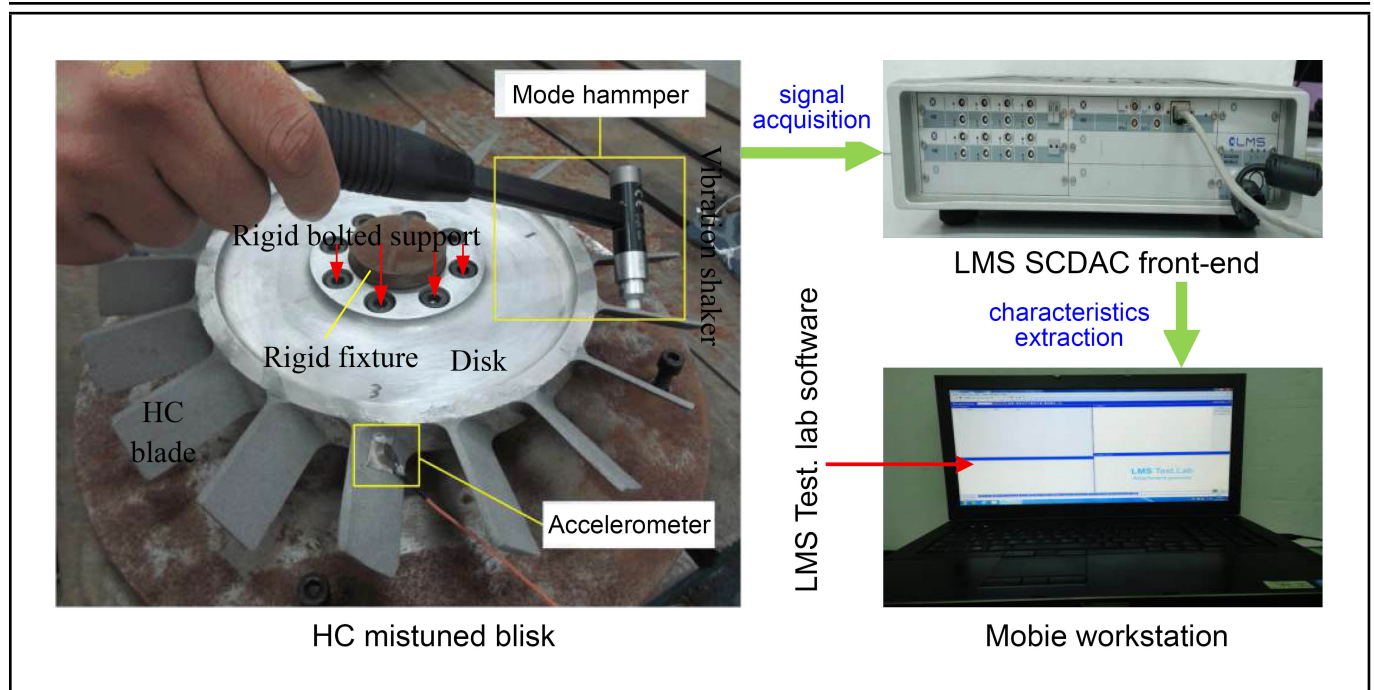 Mode hammper
signal
acquisition
Vibration shaker
LMS
Rigid bolted support
1
LMS SCDAC front-end
characteristics
extraction
Rigid fixture
Disk
3
HC
blade
LMS Test. lab software
LMS Test.Lab
Accelerometer
HC mistuned blisk
Mobie workstation